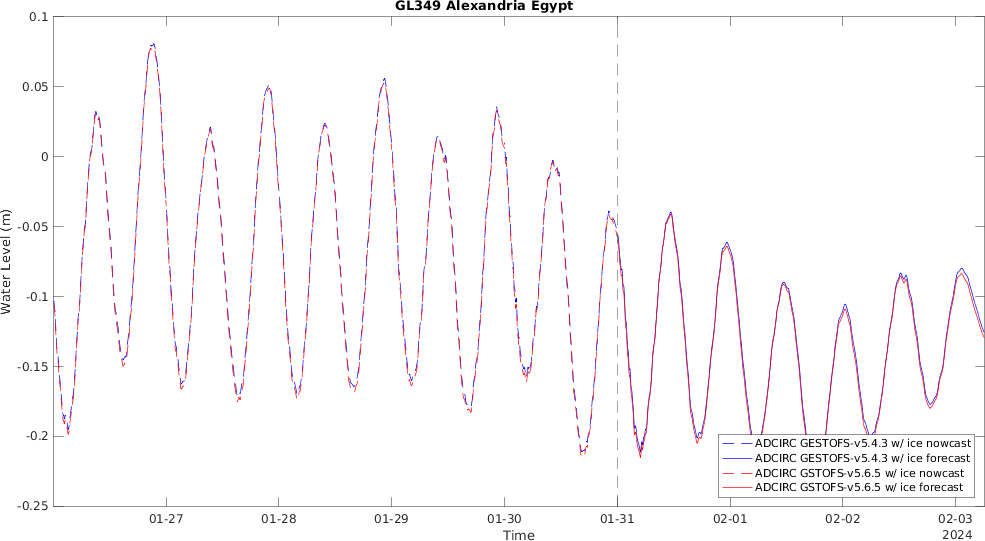 GL349 Alexandria Egypt
0.1
0.05
0
-0.05
-0.1
-0.15
-0.2
-0.25
Water Level (m)
ADCIRC GESTOFS-v5.4.3 w/ ice nowcast
ADCIRC GESTOFS-v5.4.3 w/ ice forecast
ADCIRC GSTOFS-v5.6.5 w/ ice nowcast
ADCIRC GSTOFS-v5.6.5 w/ ice forecast
01-27 01-28 01-29 01-30 01-31 02-01 02-02 02-03
Time 2024